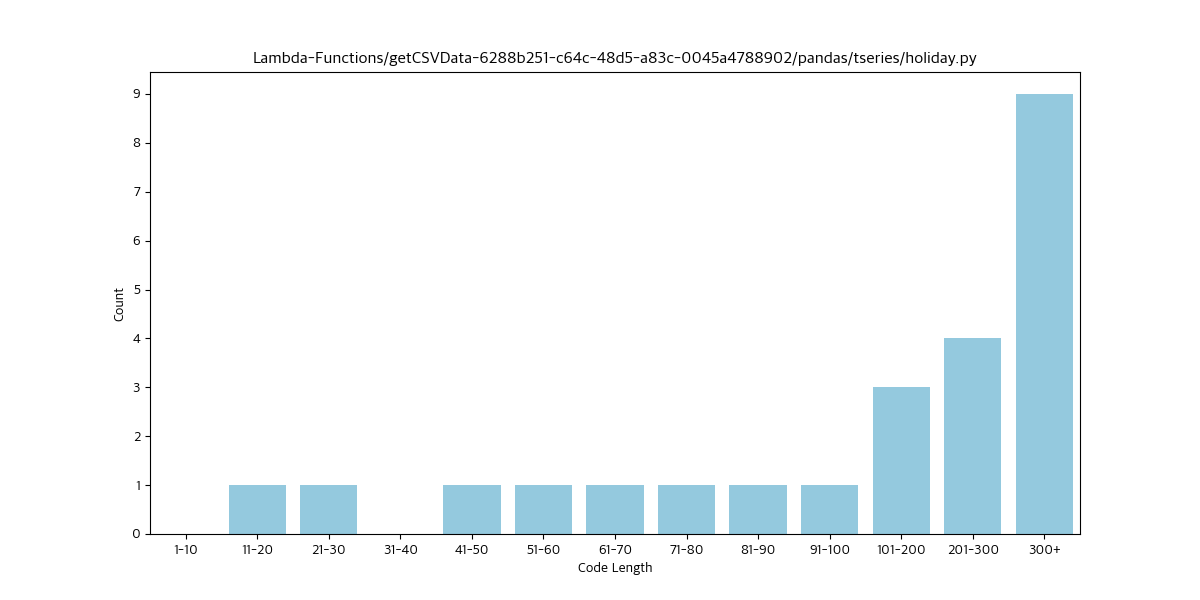 Lambda-Functions/getCSVData-6288b251-c64c-48d5-a83c-0045a4788902/pandas/tseries/holiday.py
9
8
7
6
5
4
3
2
1
0
Count
1-10 11-20 21-30 31-40 41-50 51-60 61-70 71-80 81-90 91-100 101-200 201-300 300+
Code Length